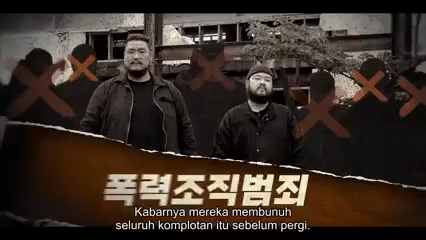 폭력조직범죄
Kabarnya mereka membunuh
seluruh komplotan itu sebelum pergi.